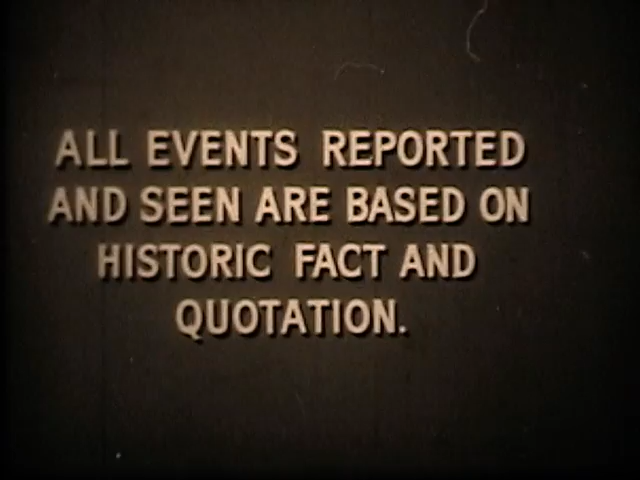 ALL EVENTS REPORTED
AND SEEN ARE BASED ON
HISTORIC FACT AND
QUOTATION.